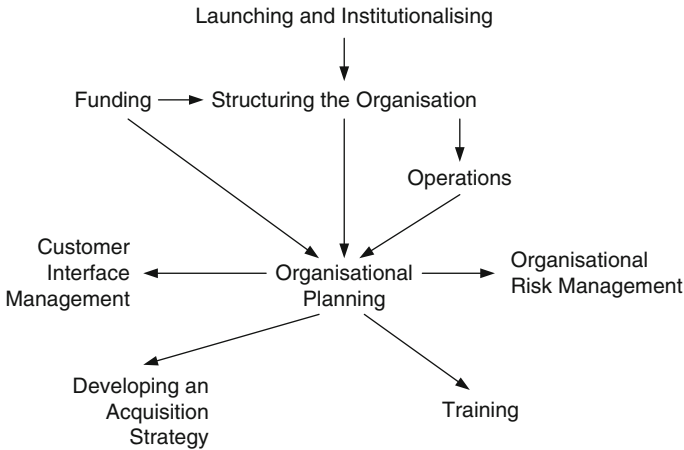 Launching and Institutionalising
Funding
Structuring the Organisation
Operations
Customer
Interface
Management
Organisational
Planning
Organisational
Risk Management
Developing an
Acquisition
Strategy
Training